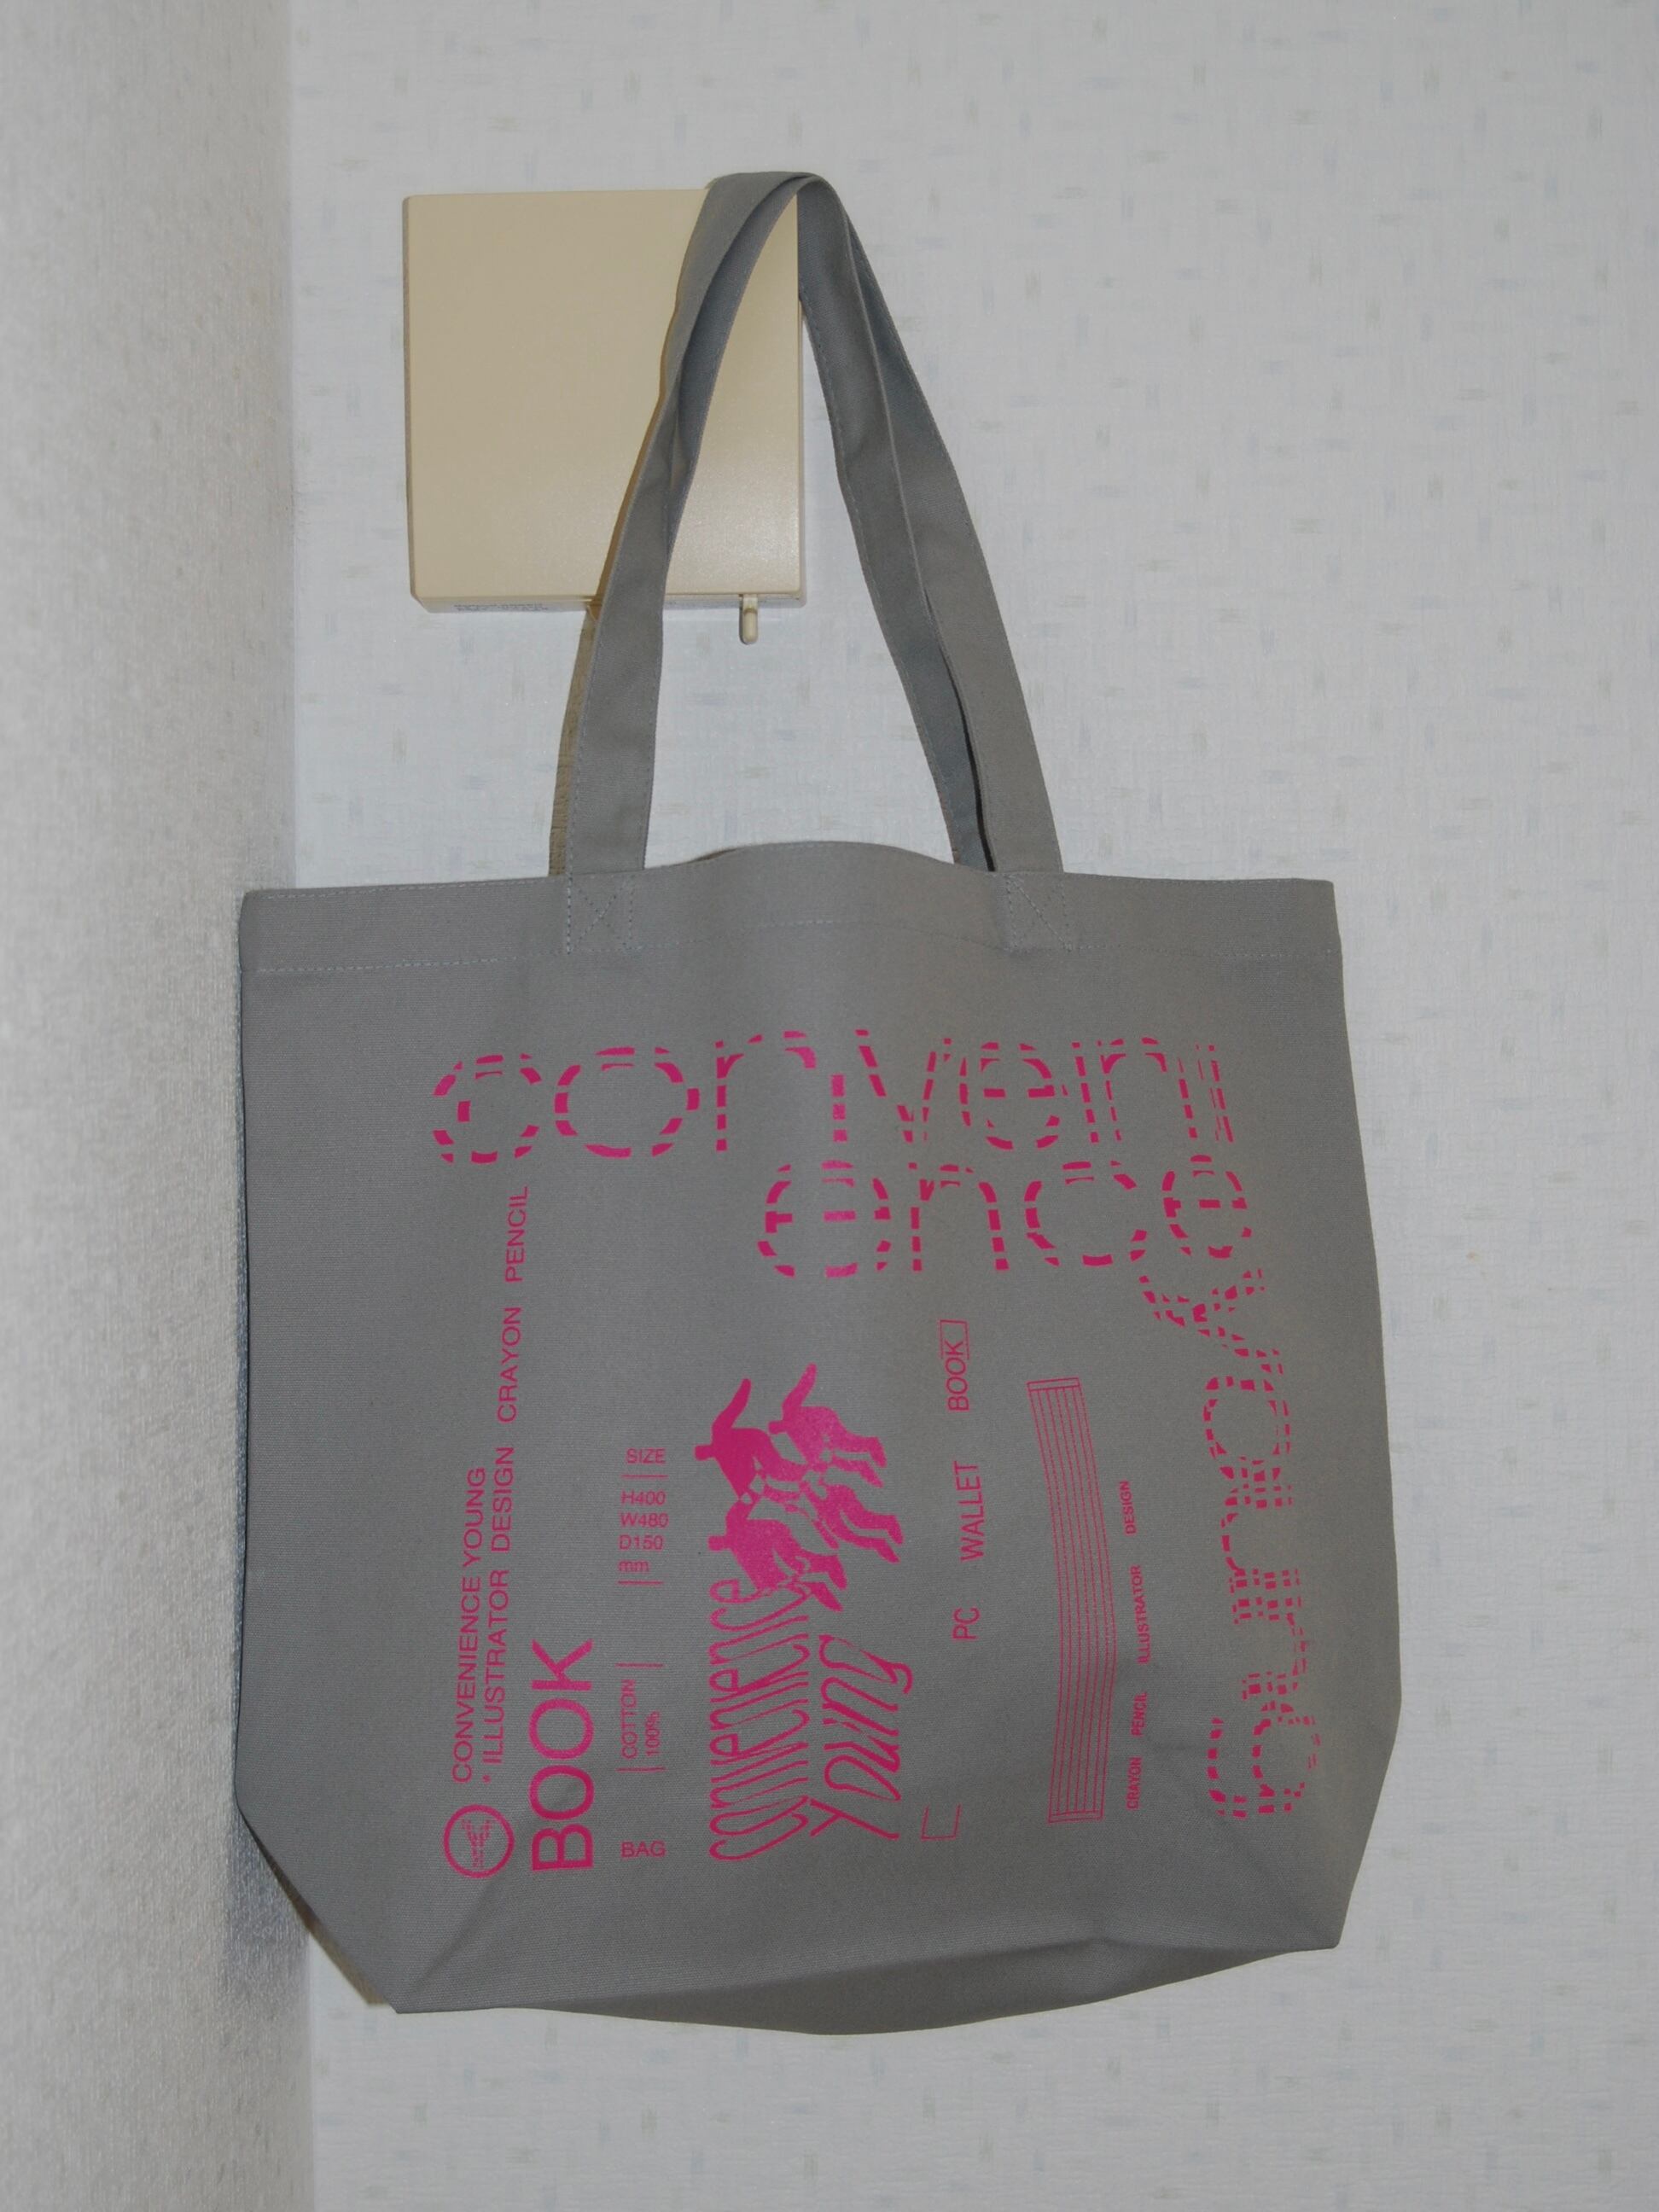 conveini
ence
young
CONVENIENCE YOUNG
* ILLUSTRATOR DESIGN CRAYON PENCIL
BOOK
BAG
COTTON
100%
SIZE
H400
W480
D150
mm
convenience
young
PC WALLET BOOK
CRAYON PENCIL ILLUSTRATOR DESIGN